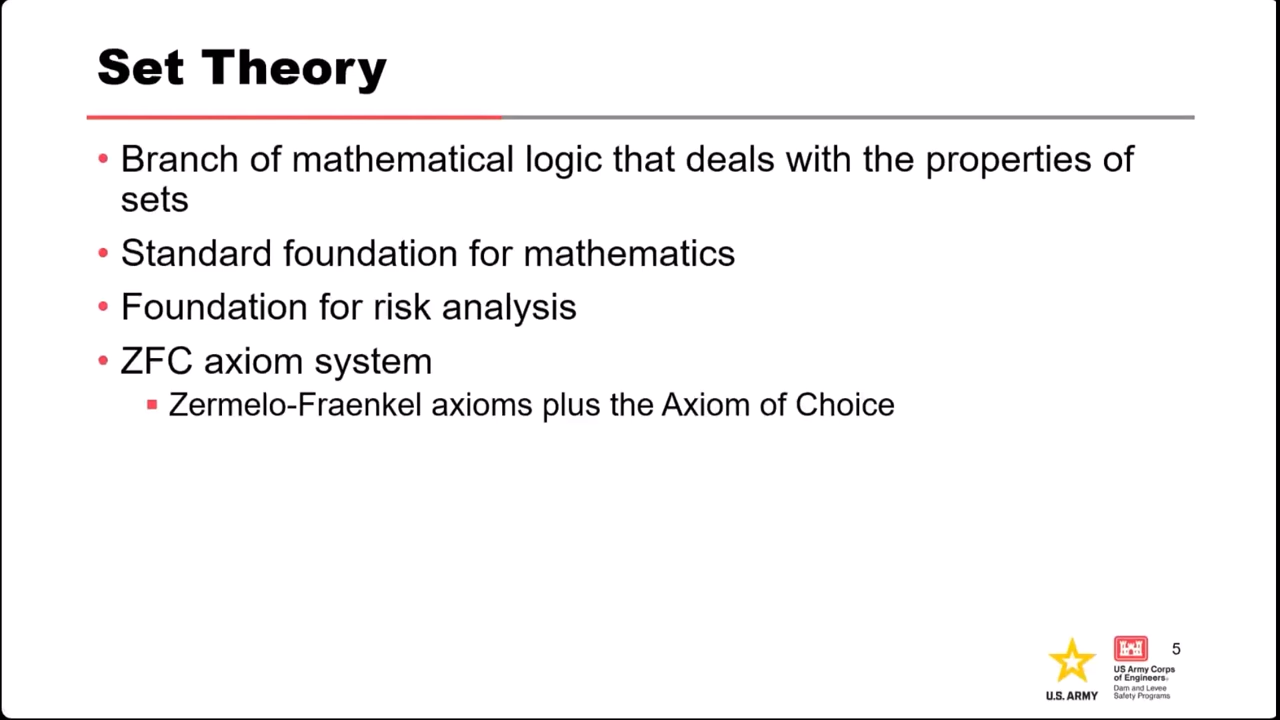 Set Theory
• Branch of mathematical logic that deals with the properties of
sets
• Standard foundation for mathematics
• Foundation for risk analysis
• ZFC axiom system
▪ Zermelo-Fraenkel axioms plus the Axiom of Choice
5
U.S. ARMY
US Army Corps
of Engineers®
Dam and Levee
Safety Programs